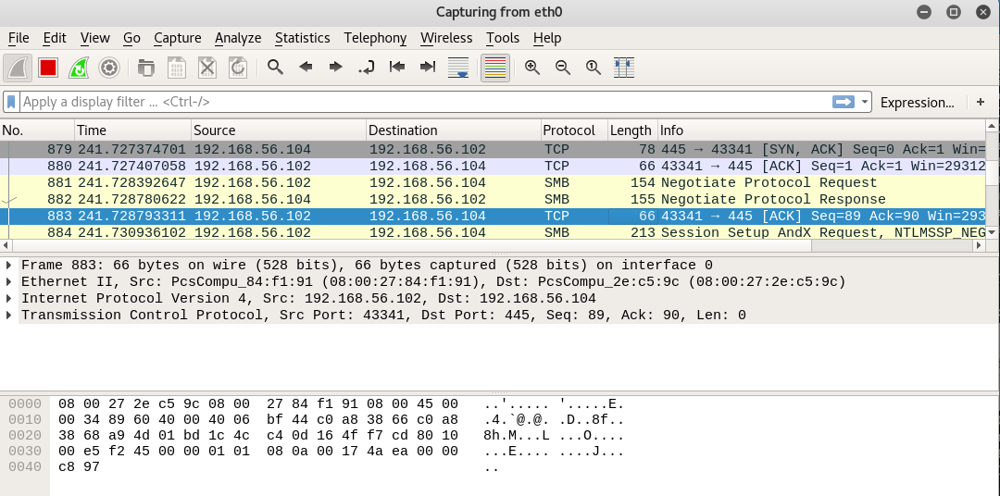 Capturing from eth0
File Edit View Go Capture Analyze Statistics Telephony Wireless Tools Help
Apply a display filter ... <Ctrl-/> Expression... +
No. Time Source Destination Protocol Length Info
879 241.727374701 192.168.56.104 192.168.56.102 TCP 78 445 → 43341 [SYN, ACK] Seq=0 Ack=1 Win=
880 241.727407058 192.168.56.102 192.168.56.104 TCP 66 43341 → 445 [ACK] Seq=1 Ack=1 Win=29312
881 241.728392647 192.168.56.102 192.168.56.104 SMB 154 Negotiate Protocol Request
882 241.728780622 192.168.56.104 192.168.56.102 SMB 155 Negotiate Protocol Response
883 241.728793311 192.168.56.102 192.168.56.104 TCP 66 43341 → 445 [ACK] Seq=89 Ack=90 Win=293
884 241.730936102 192.168.56.102 192.168.56.104 SMB 213 Session Setup AndX Request, NTLMSSP_NEG
Frame 883: 66 bytes on wire (528 bits), 66 bytes captured (528 bits) on interface 0
Ethernet II, Src: PcsCompu_84:f1:91 (08:00:27:84:f1:91), Dst: PcsCompu_2e:c5:9c (08:00:27:2e:c5:9c)
Internet Protocol Version 4, Src: 192.168.56.102, Dst: 192.168.56.104
Transmission Control Protocol, Src Port: 43341, Dst Port: 445, Seq: 89, Ack: 90, Len: 0
0000 08 00 27 2e c5 9c 08 00 27 84 f1 91 08 00 45 00 ..'..... '.....E.
0010 00 34 89 60 40 00 40 06 bf 44 c0 a8 38 66 c0 a8 .4.`@.@. .D..8f..
0020 38 68 a9 4d 01 bd 1c 4c c4 0d 16 4f f7 cd 80 10 8h.M...L ...O....
0030 00 e5 f2 45 00 00 01 01 08 0a 00 17 4a ea 00 00 ...E.... ....J...
0040 c8 97 ..